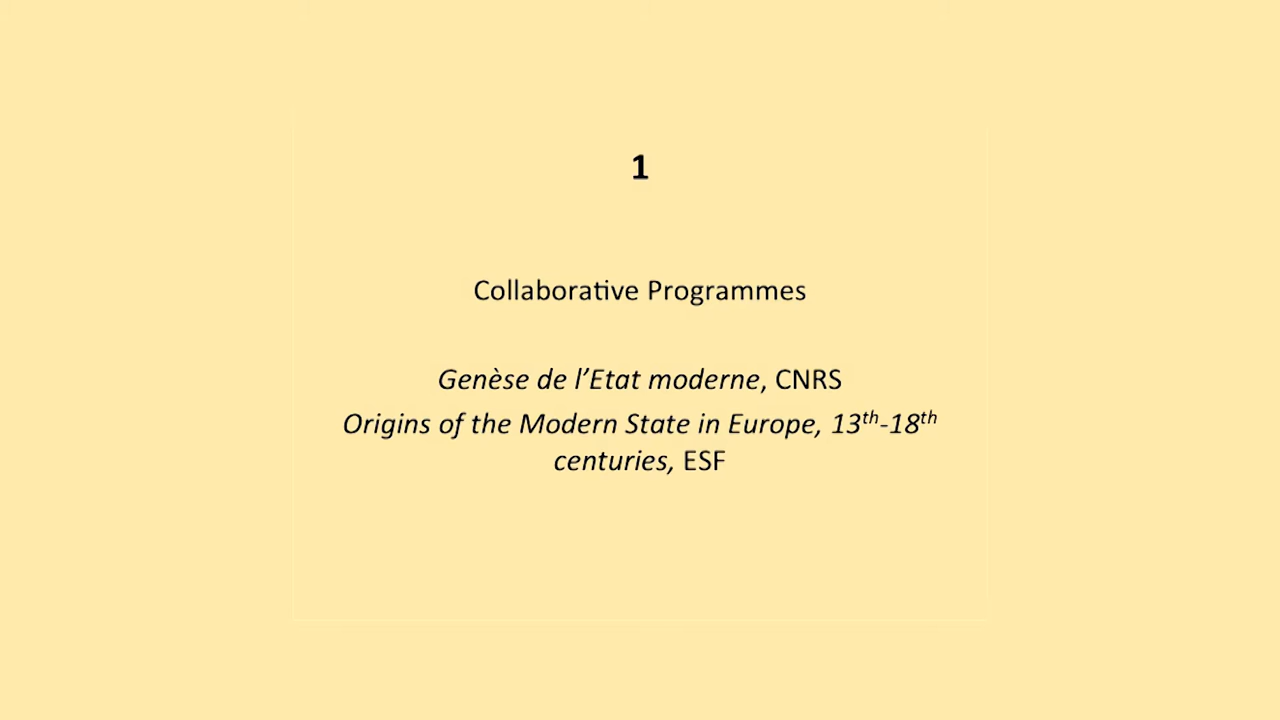 1
Collaborative Programmes
Genèse de l’Etat moderne, CNRS
Origins of the Modern State in Europe, 13th-18th
centuries, ESF